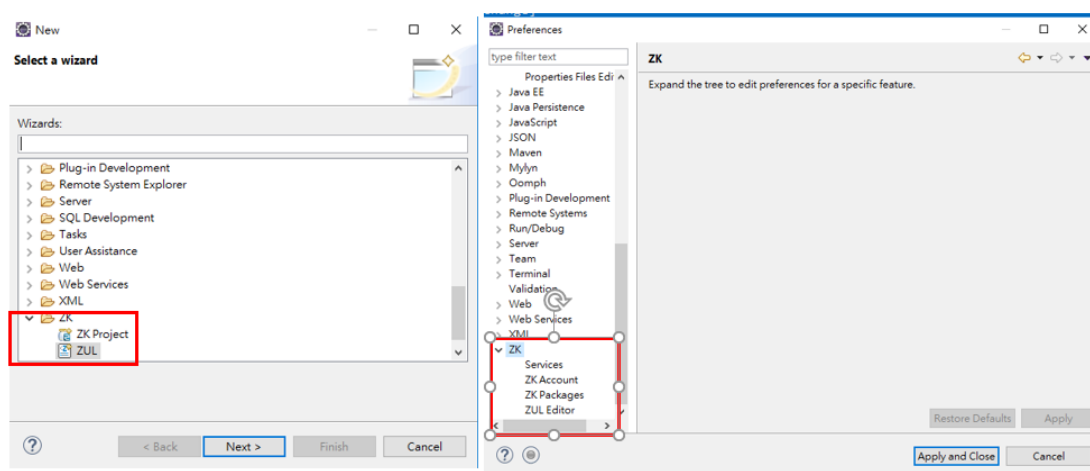 New
Select a wizard
Wizards:
Plug-in Development
Remote System Explorer
Server
SQL Development
Tasks
User Assistance
Web
Web Services
XML
ZK
ZK Project
ZUL
< Back
Next >
Finish
Cancel
Preferences
type filter text
Properties Files Edi
Java EE
Java Persistence
JavaScript
JSON
Maven
Mylyn
Oomph
Plug-in Development
Remote Systems
Run/Debug
Server
Team
Terminal
Validation
Web
Web Services
XML
ZK
Services
ZK Account
ZK Packages
ZUL Editor
ZK
Expand the tree to edit preferences for a specific feature.
Restore Defaults
Apply
Apply and Close
Cancel